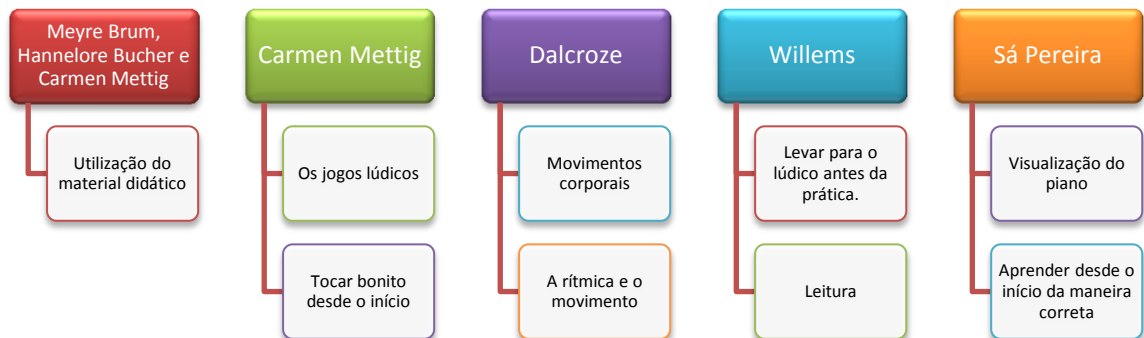 Meyre Brum,
Hannelore Bucher e
Carmen Mettig
Utilização do
material didático
Carmen Mettig
Os jogos lúdicos
Tocar bonito
desde o início
Dalcroze
Movimentos
corporais
A rítmica e o
movimento
Willems
Levar para o
lúdico antes da
prática.
Leitura
Sá Pereira
Visualização do
piano
Aprender desde o
início da maneira
correta